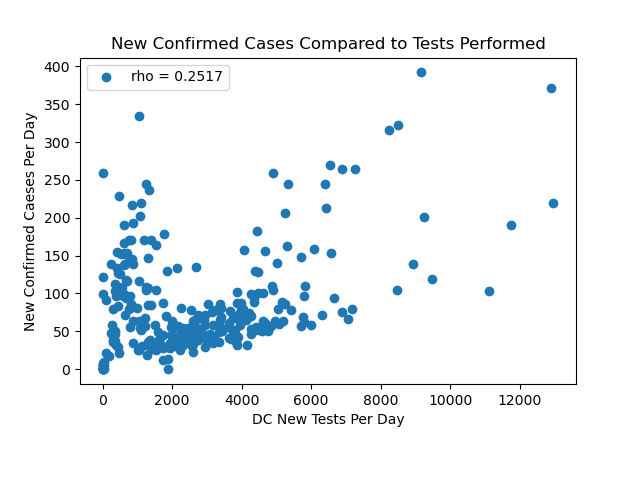 New Confirmed Cases Compared to Tests Performed
rho = 0.2517
400
350
300
250
200
150
100
50
0
New Confirmed Caeses Per Day
0 2000 4000 6000 8000 10000 12000
DC New Tests Per Day